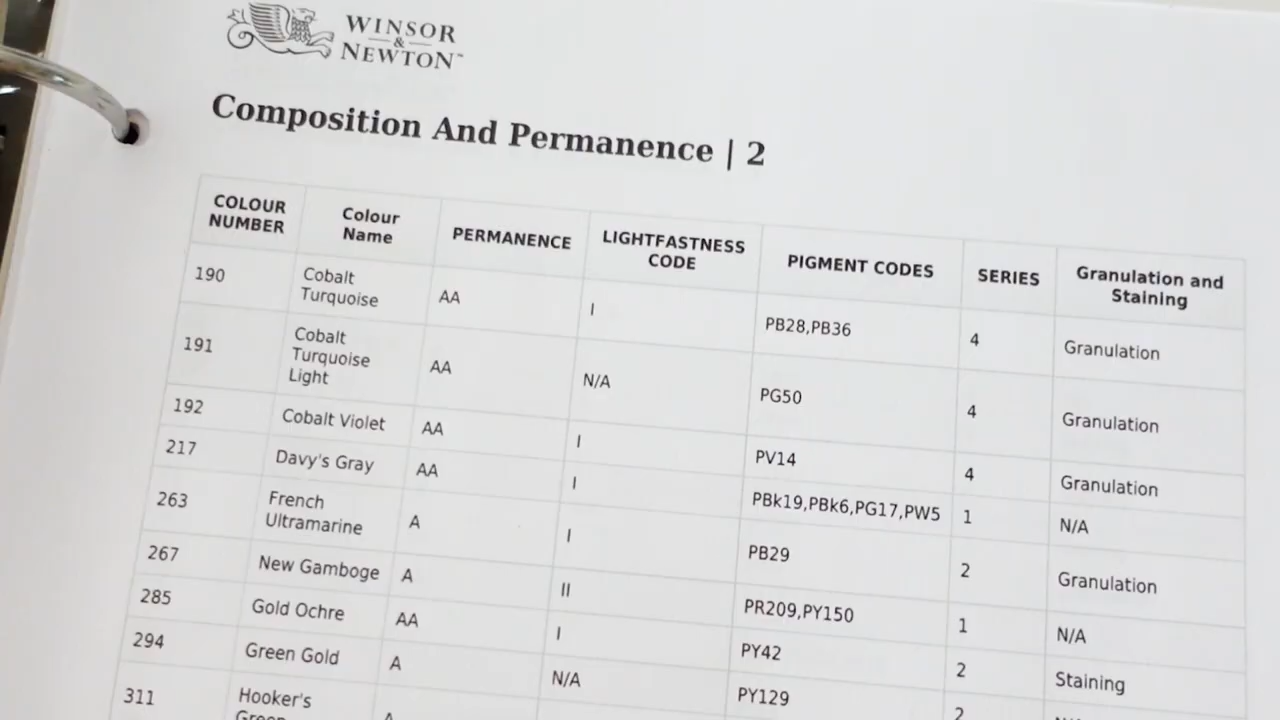 WINSOR
&
NEWTON™
Composition And Permanence | 2
COLOUR NUMBER Colour Name PERMANENCE LIGHTFASTNESS CODE PIGMENT CODES SERIES Granulation and Staining
190 Cobalt Turquoise AA I PB28,PB36 4 Granulation
191 Cobalt Turquoise Light AA N/A PG50 4 Granulation
192 Cobalt Violet AA I PV14 4 Granulation
217 Davy's Gray AA I PBk19,PBk6,PG17,PW5 1 N/A
263 French Ultramarine A I PB29 2 Granulation
267 New Gamboge A II PR209,PY150 1 N/A
285 Gold Ochre AA I PY42 2 Staining
294 Green Gold A N/A PY129 2
311 Hooker's Green A